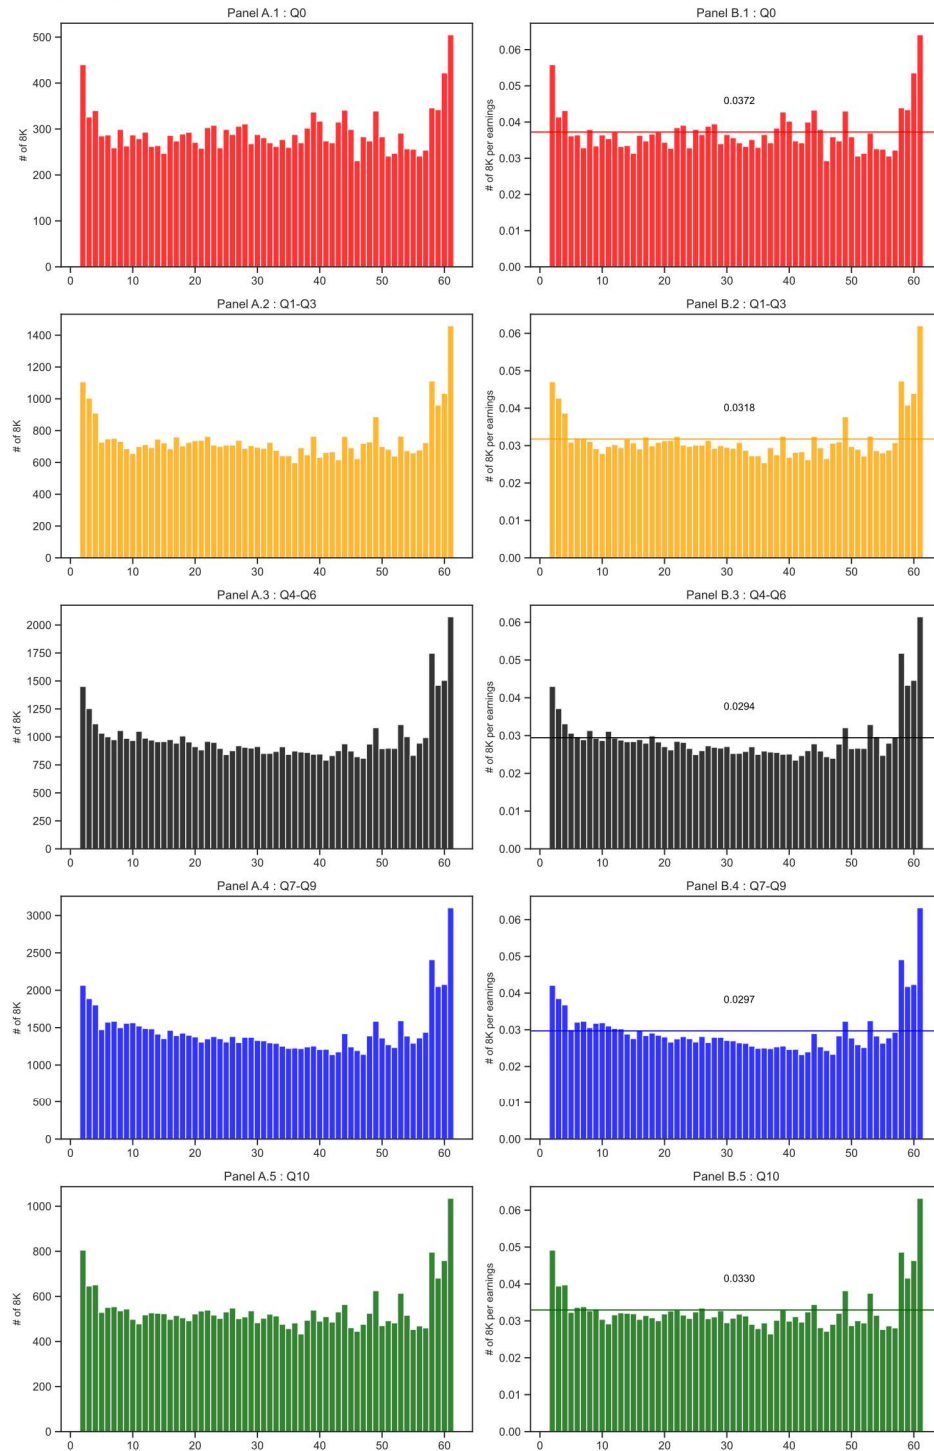 Panel A.1 : Q0
# of 8K
500
400
300
200
100
0
0 10 20 30 40 50 60
Panel B.1 : Q0
# of 8K per earnings
0.06
0.05
0.04
0.03
0.02
0.01
0.00
0.0372
0 10 20 30 40 50 60
Panel A.2 : Q1-Q3
# of 8K
1400
1200
1000
800
600
400
200
0
0 10 20 30 40 50 60
Panel B.2 : Q1-Q3
# of 8K per earnings
0.06
0.05
0.04
0.03
0.02
0.01
0.00
0.0318
0 10 20 30 40 50 60
Panel A.3 : Q4-Q6
# of 8K
2000
1750
1500
1250
1000
750
500
250
0
0 10 20 30 40 50 60
Panel B.3 : Q4-Q6
# of 8K per earnings
0.06
0.05
0.04
0.03
0.02
0.01
0.00
0.0294
0 10 20 30 40 50 60
Panel A.4 : Q7-Q9
# of 8K
3000
2500
2000
1500
1000
500
0
0 10 20 30 40 50 60
Panel B.4 : Q7-Q9
# of 8K per earnings
0.06
0.05
0.04
0.03
0.02
0.01
0.00
0.0297
0 10 20 30 40 50 60
Panel A.5 : Q10
# of 8K
1000
800
600
400
200
0
0 10 20 30 40 50 60
Panel B.5 : Q10
# of 8K per earnings
0.06
0.05
0.04
0.03
0.02
0.01
0.00
0.0330
0 10 20 30 40 50 60